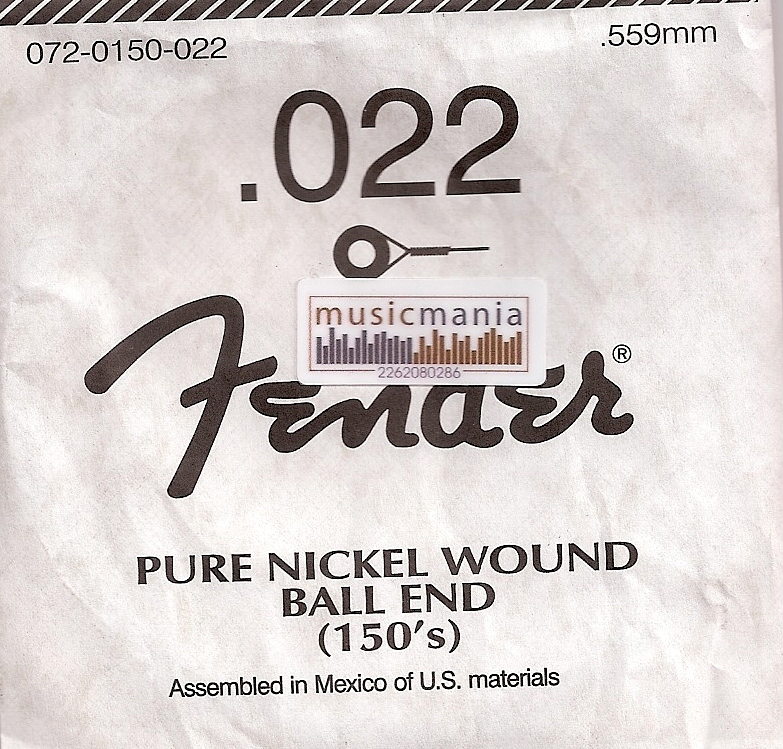 072-0150-022
.559mm
.022
musicmania
2262080286
Fender®
PURE NICKEL WOUND
BALL END
(150's)
Assembled in Mexico of U.S. materials